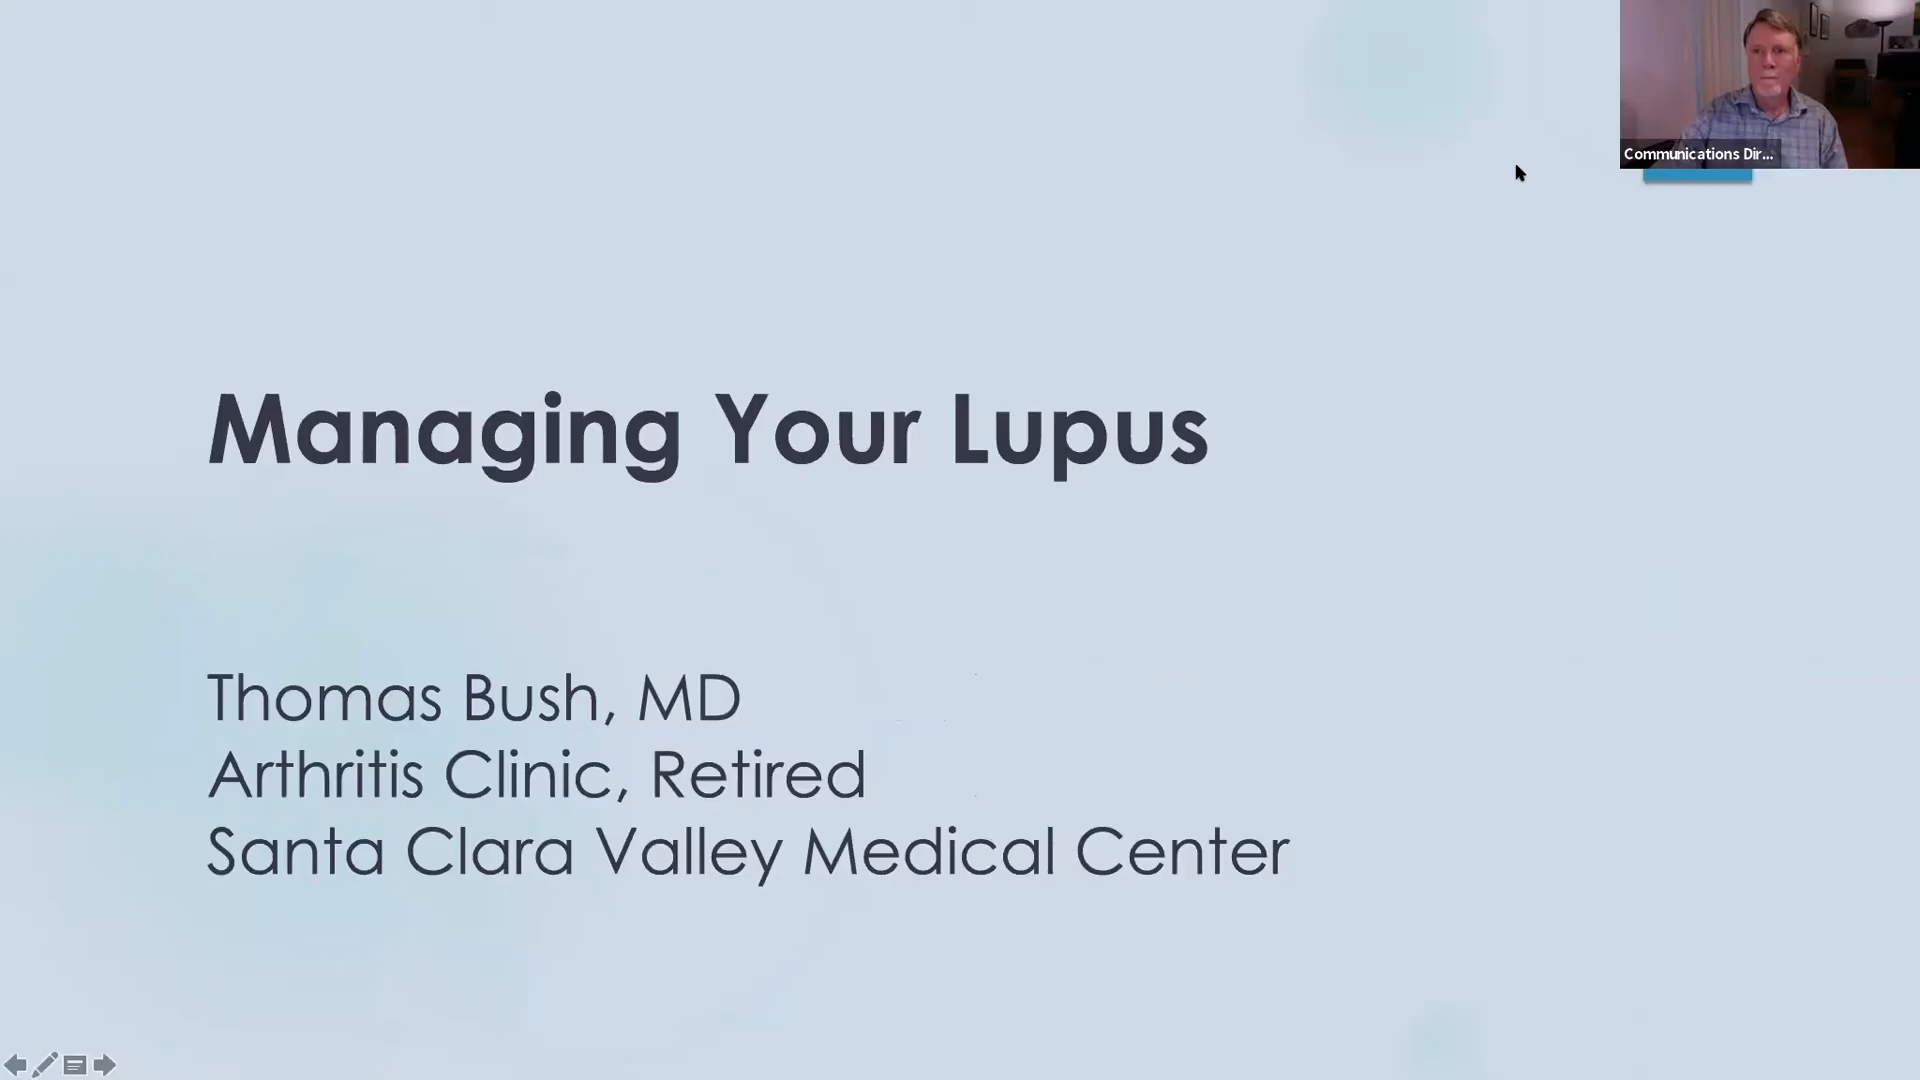 Communications Dir...
Managing Your Lupus
Thomas Bush, MD
Arthritis Clinic, Retired
Santa Clara Valley Medical Center